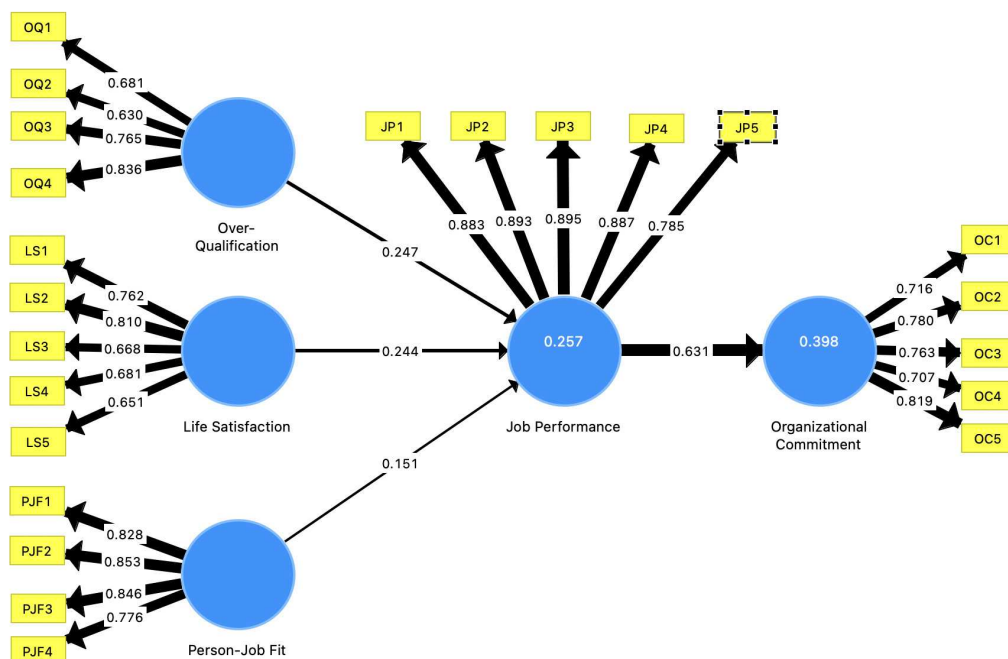 OQ1
OQ2
OQ3
OQ4
0.681
0.630
0.765
0.836
Over-
Qualification
0.247
LS1
LS2
LS3
LS4
LS5
0.762
0.810
0.668
0.681
0.651
Life Satisfaction
0.244
PJF1
PJF2
PJF3
PJF4
0.828
0.853
0.846
0.776
Person-Job Fit
0.151
JP1
JP2
JP3
JP4
JP5
0.883
0.893
0.895
0.887
0.785
0.257
Job Performance
0.631
0.398
Organizational
Commitment
0.716
0.780
0.763
0.707
0.819
OC1
OC2
OC3
OC4
OC5